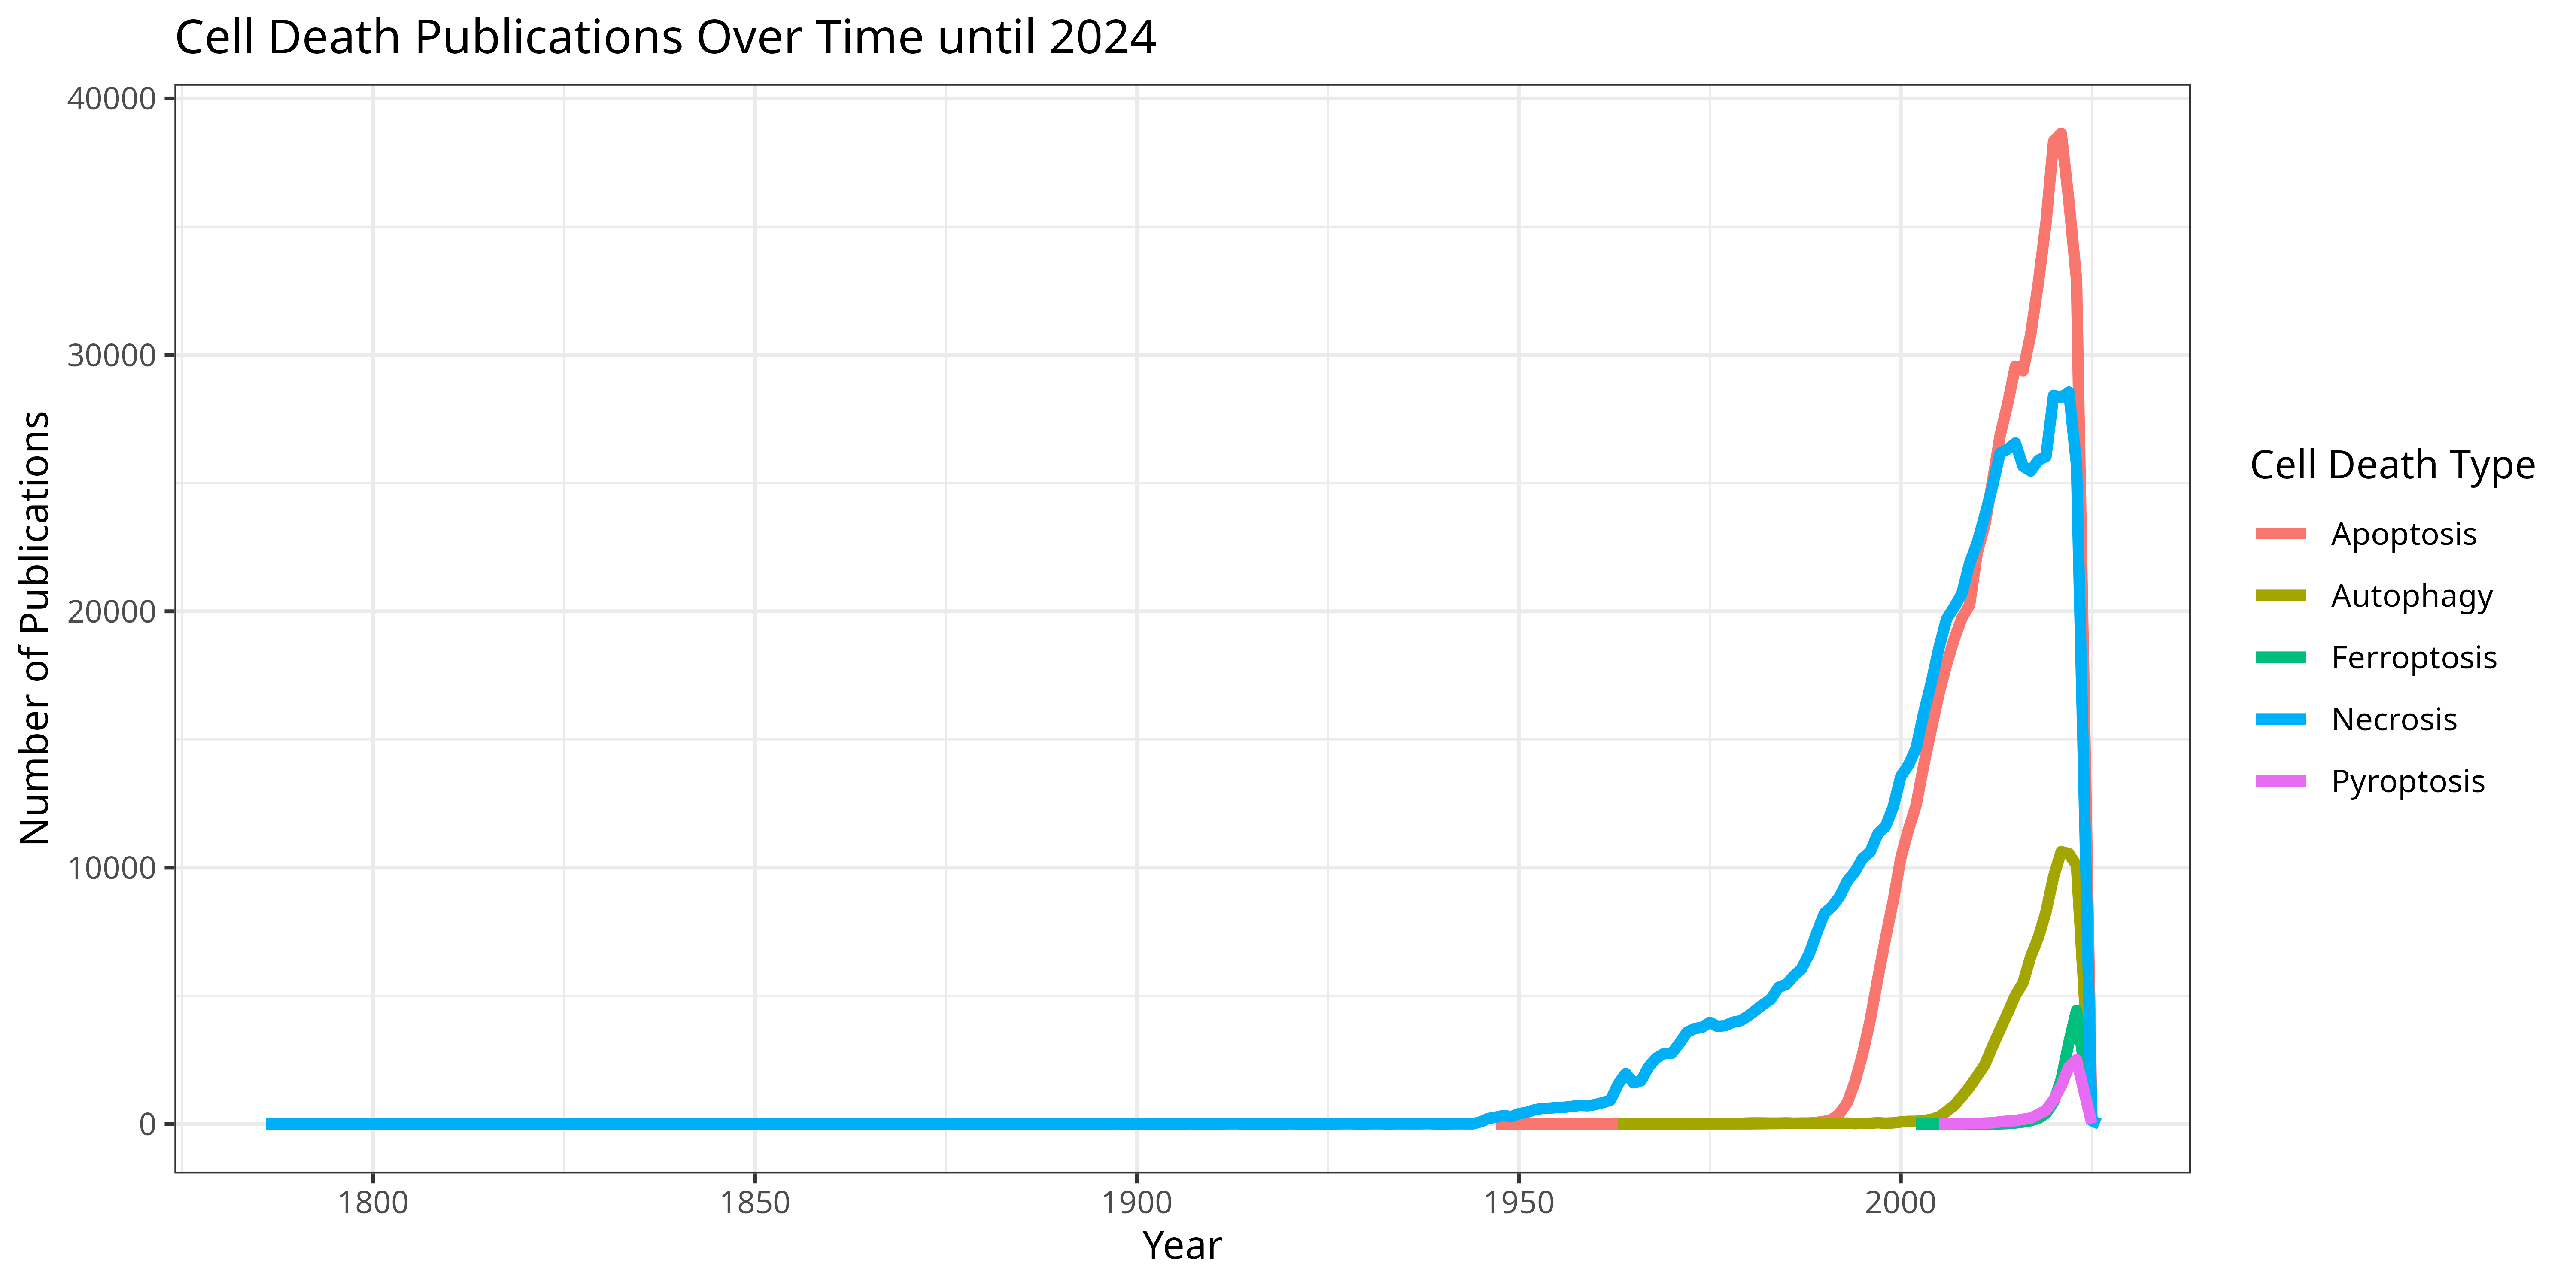 Cell Death Publications Over Time until 2024
Number of Publications
40000
30000
20000
10000
0
1800
1850
1900
1950
2000
Year
Cell Death Type
Apoptosis
Autophagy
Ferroptosis
Necrosis
Pyroptosis